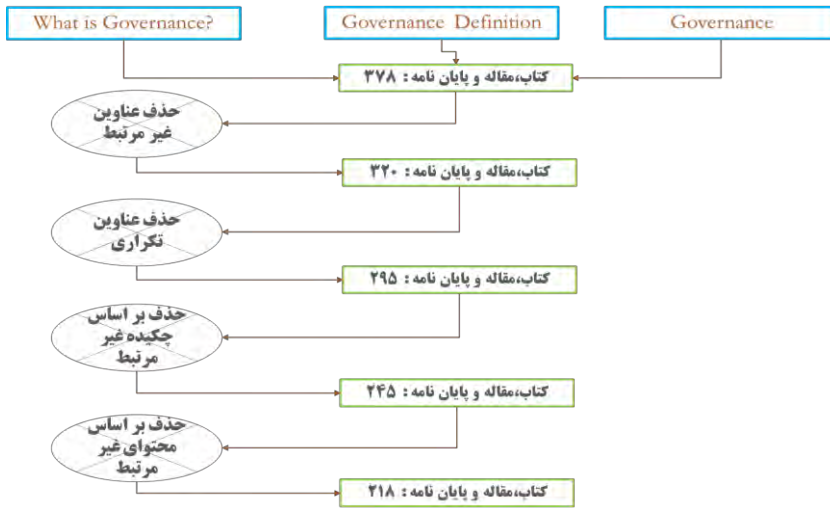 What is Governance?
Governance Definition
Governance
کتاب،مقاله و پایان نامه : ۳۷۸
حذف عناوین
غیر مرتبط
کتاب،مقاله و پایان نامه : ۳۲۰
حذف عناوین
تکراری
کتاب،مقاله و پایان نامه : ۲۹۵
حذف بر اساس
چکیده غیر
مرتبط
کتاب،مقاله و پایان نامه : ۲۴۵
حذف بر اساس
محتوای غیر
مرتبط
کتاب،مقاله و پایان نامه : ۲۱۸